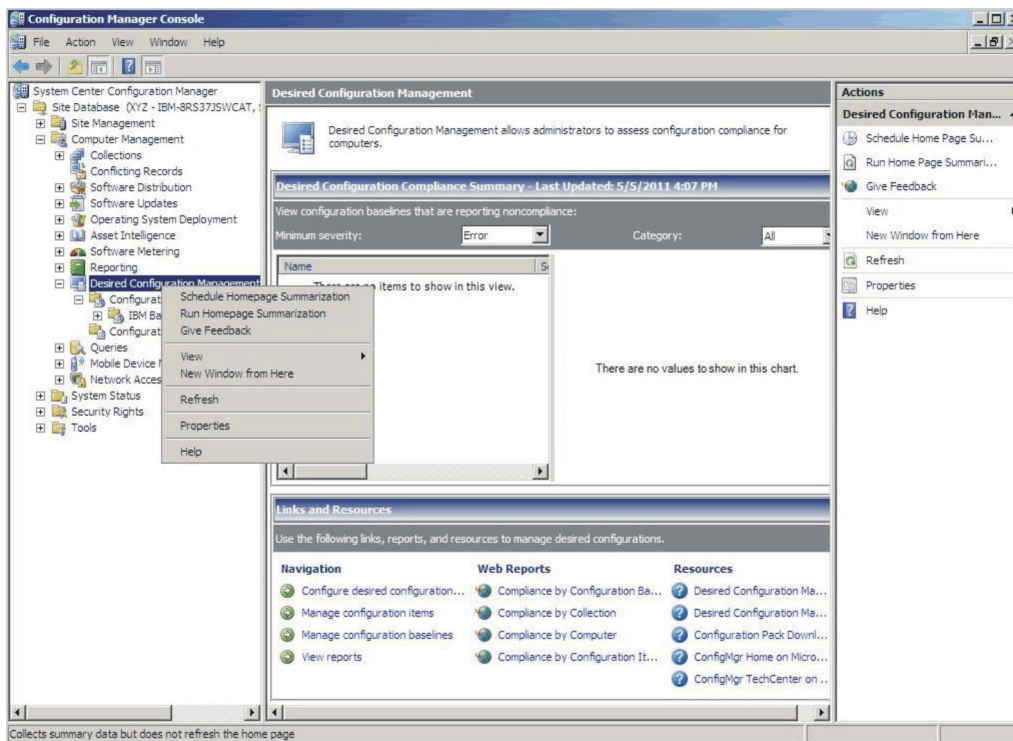 Configuration Manager Console
File Action View Window Help
System Center Configuration Manager
Site Database (XYZ - IBM-8RS37JSWCAT,
Site Management
Computer Management
Collections
Conflicting Records
Software Distribution
Software Updates
Operating System Deployment
Asset Intelligence
Software Metering
Reporting
Desired Configuration Management
Configurat
IBM Ba
Configurat
Queries
Mobile Device
Network Acces
System Status
Security Rights
Tools
Schedule Homepage Summarization
Run Homepage Summarization
Give Feedback
View
New Window from Here
Refresh
Properties
Help
Desired Configuration Management
Desired Configuration Management allows administrators to assess configuration compliance for
computers.
Desired Configuration Compliance Summary - Last Updated: 5/5/2011 4:07 PM
View configuration baselines that are reporting noncompliance:
Minimum severity: Error Category: All
Name
items to show in this view.
There are no values to show in this chart.
Links and Resources
Use the following links, reports, and resources to manage desired configurations.
Navigation
Configure desired configuration...
Manage configuration items
Manage configuration baselines
View reports
Web Reports
Compliance by Configuration Ba...
Compliance by Collection
Compliance by Computer
Compliance by Configuration It...
Resources
Desired Configuration Ma...
Desired Configuration Ma...
Configuration Pack Downl...
ConfigMgr Home on Micro...
ConfigMgr TechCenter on ..
Actions
Desired Configuration Man...
Schedule Home Page Su...
Run Home Page Summari...
Give Feedback
View
New Window from Here
Refresh
Properties
Help
Collects summary data but does not refresh the home page